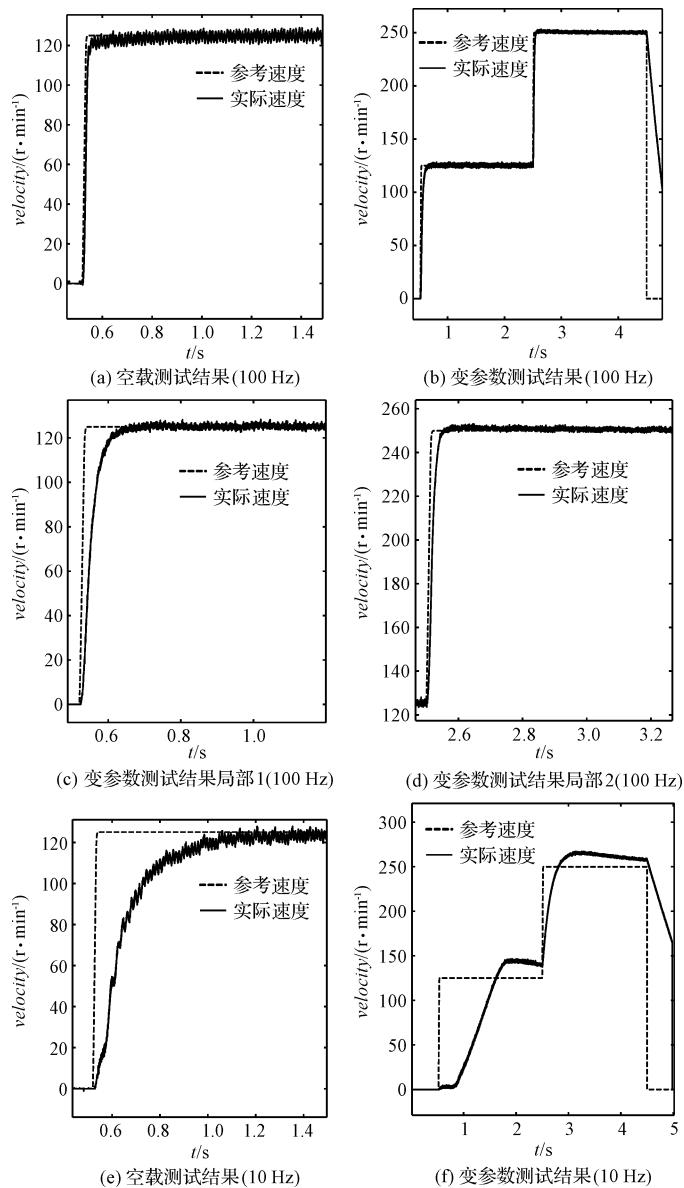 120
100
80
60
40
20
0
velocity/(r·min⁻¹)
参考速度
实际速度
0.6 0.8 1.0 1.2 1.4
t/s
(a) 空载测试结果(100 Hz)
250
200
150
100
50
0
velocity/(r·min⁻¹)
参考速度
实际速度
1 2 3 4
t/s
(b) 变参数测试结果(100 Hz)
120
100
80
60
40
20
0
velocity/(r·min⁻¹)
参考速度
实际速度
0.6 0.8 1.0
t/s
(c) 变参数测试结果局部1(100 Hz)
260
240
220
200
180
160
140
120
velocity/(r·min⁻¹)
参考速度
实际速度
2.6 2.8 3.0 3.2
t/s
(d) 变参数测试结果局部2(100 Hz)
120
100
80
60
40
20
0
velocity/(r·min⁻¹)
参考速度
实际速度
0.6 0.8 1.0 1.2 1.4
t/s
(e) 空载测试结果(10 Hz)
300
250
200
150
100
50
0
velocity/(r·min⁻¹)
参考速度
实际速度
1 2 3 4 5
t/s
(f) 变参数测试结果(10 Hz)